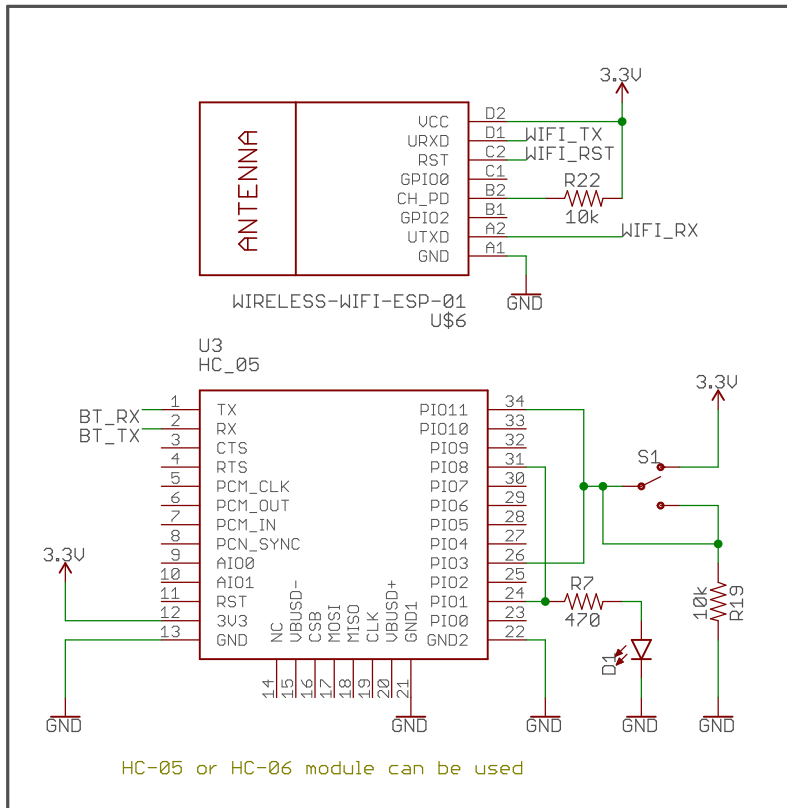 3.3V
ANTENNA
VCC D2
URXD D1 WIFI_TX
RST C2 WIFI_RST
GPIO0 C1
CH_PD B2 R22
10k
GPIO2 B1
UTXD A2 WIFI_RX
GND A1
GND
WIRELESS-WIFI-ESP-01
U$6
U3
HC_05
3.3V
BT_RX 1 TX PIO11 34
BT_TX 2 RX PIO10 33
3 CTS PIO9 32
4 RTS PIO8 31 S1
5 PCM_CLK PIO7 30
6 PCM_OUT PIO6 29
7 PCM_IN PIO5 28
8 PCN_SYNC PIO4 27
3.3V 9 AIO0 PIO3 26
10 AIO1 PIO2 25 R7
11 RST PIO1 24 470
12 3V3 PIO0 23
13 GND GND2 22
10k R19
NC VBUSD- CSB MOSI MISO CLK VBUSD+ GND1
14 15 16 17 18 19 20 21
D1
GND GND GND GND GND
HC-05 or HC-06 module can be used